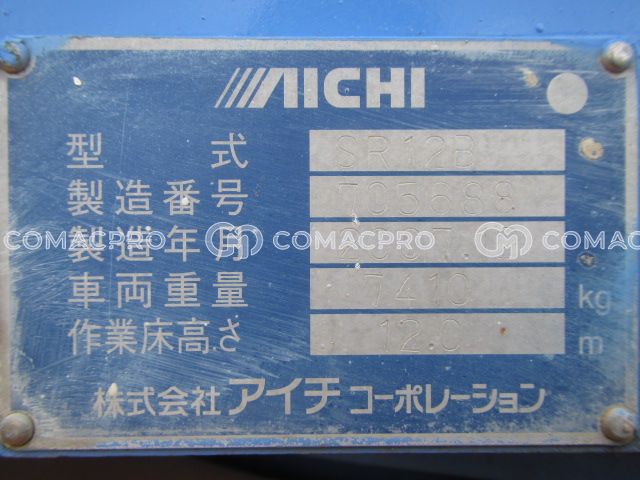 AICHI
型式 SR12B
製造番号 705688
製造年月
車両重量 7410 kg
作業床高さ 12.0 m
株式会社アイチコーポレーション
COMACPRO COMACPRO COMACPRO